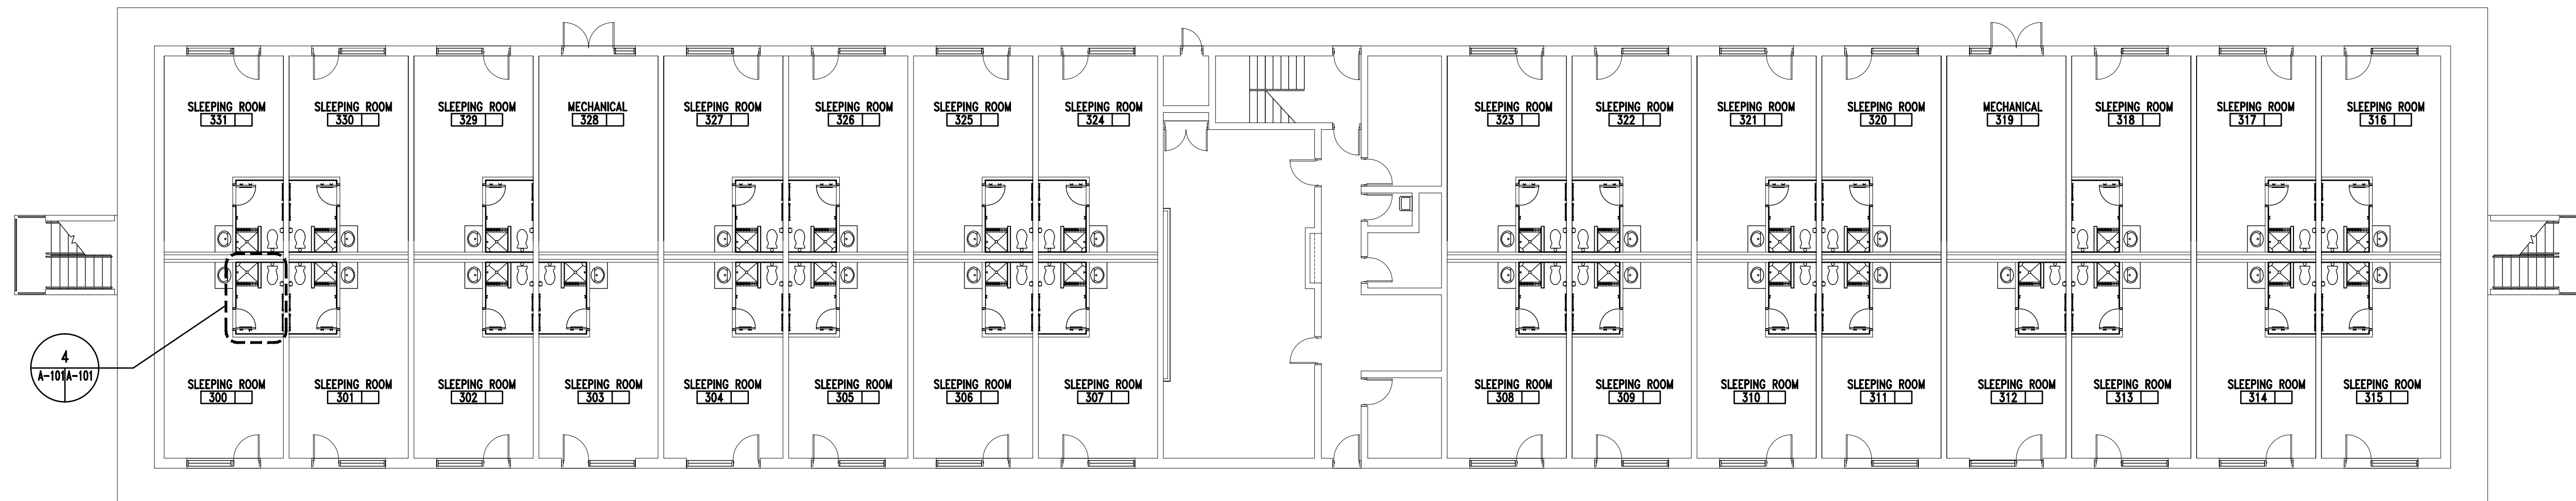 SLEEPING ROOM SLEEPING ROOM SLEEPING ROOM MECHANICAL SLEEPING ROOM SLEEPING ROOM SLEEPING ROOM SLEEPING ROOM SLEEPING ROOM SLEEPING ROOM SLEEPING ROOM SLEEPING ROOM MECHANICAL SLEEPING ROOM SLEEPING ROOM SLEEPING ROOM
331 330 329 328 327 326 325 324 323 322 321 320 319 318 317 316
4
A-101 A-101
SLEEPING ROOM SLEEPING ROOM SLEEPING ROOM SLEEPING ROOM SLEEPING ROOM SLEEPING ROOM SLEEPING ROOM SLEEPING ROOM SLEEPING ROOM SLEEPING ROOM SLEEPING ROOM SLEEPING ROOM SLEEPING ROOM SLEEPING ROOM SLEEPING ROOM SLEEPING ROOM
300 301 302 303 304 305 306 307 308 309 310 311 312 313 314 315